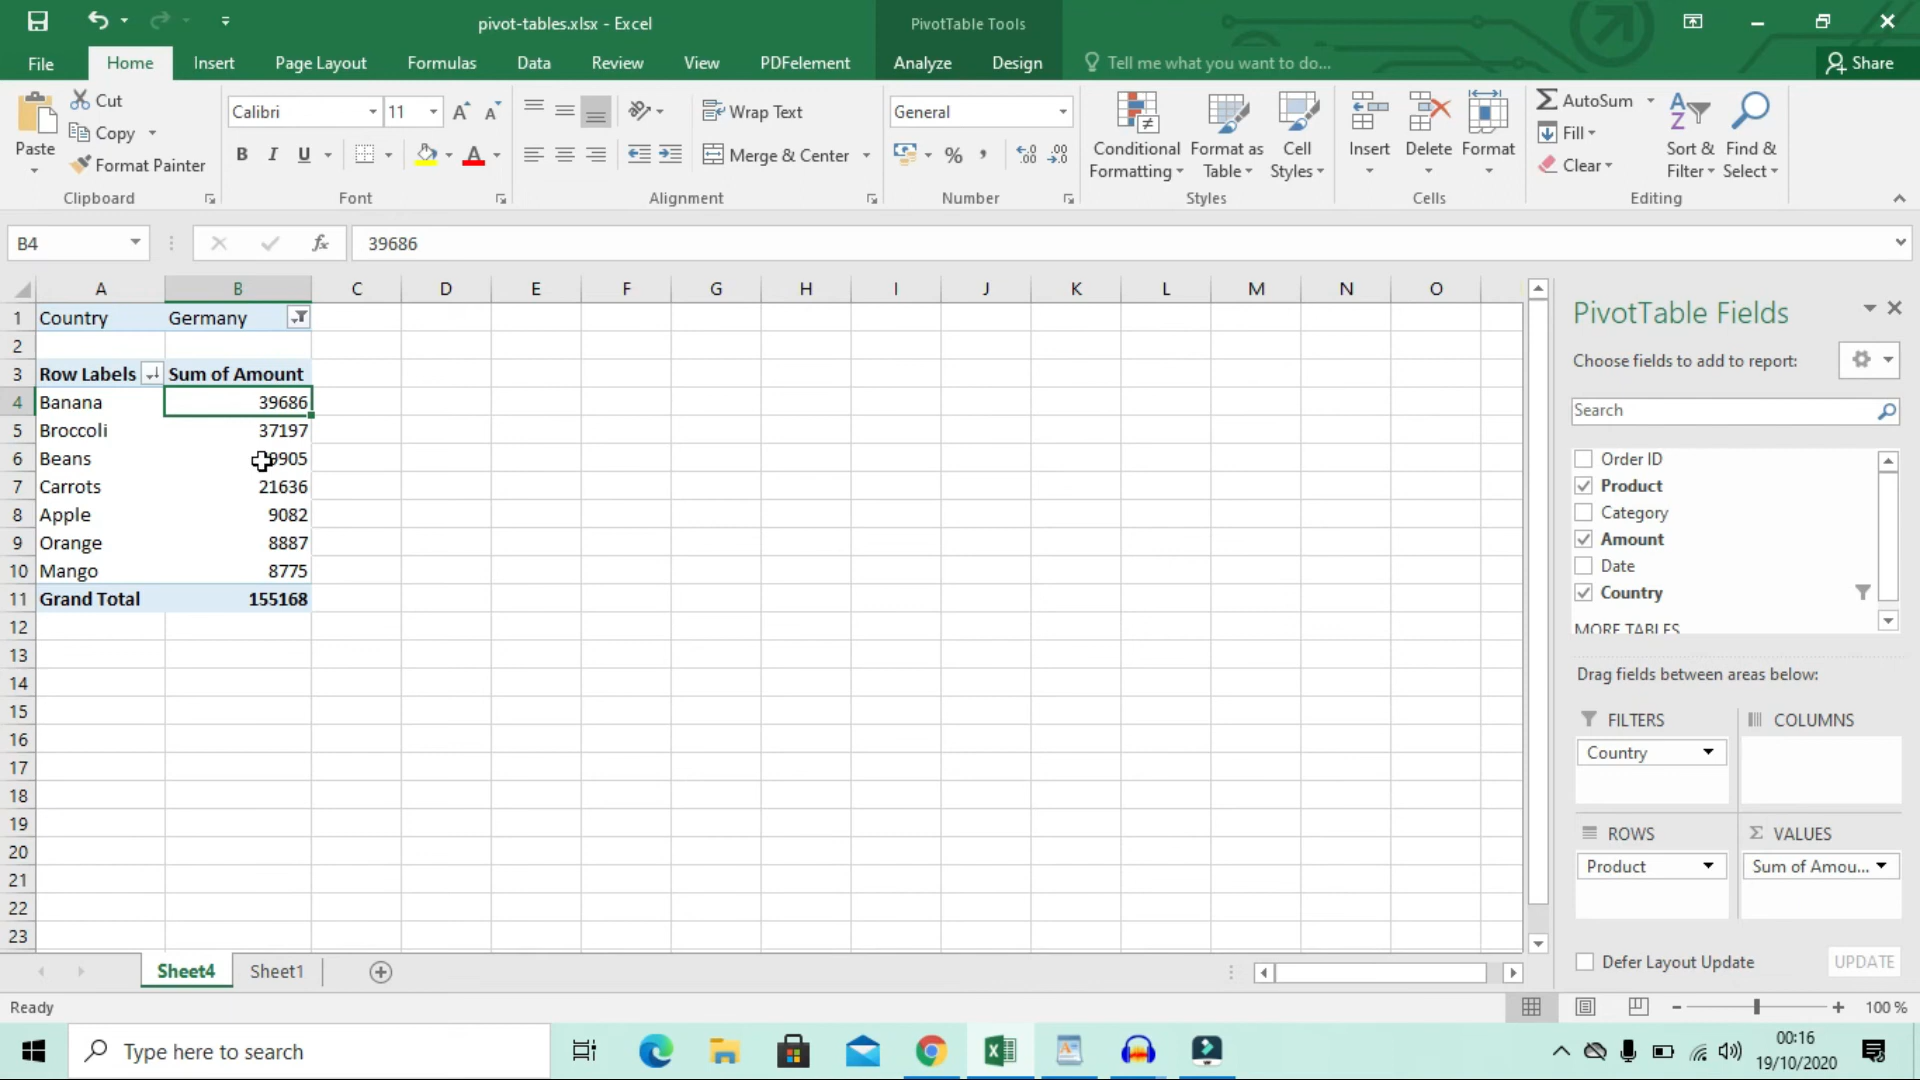 pivot-tables.xlsx - Excel
PivotTable Tools
File
Home
Insert
Page Layout
Formulas
Data
Review
View
PDFelement
Analyze
Design
Tell me what you want to do...
Share
Paste
Cut
Copy
Format Painter
Clipboard
Calibri
11
B I U
Font
Wrap Text
Merge & Center
Alignment
General
%
Number
Conditional
Formatting
Format as
Table
Cell
Styles
Styles
Insert
Delete
Format
Cells
AutoSum
Fill
Clear
Sort &
Filter
Find &
Select
Editing
B4
fx
39686
A B C D E F G H I J K L M N O
1 Country Germany
2
3 Row Labels Sum of Amount
4 Banana 39686
5 Broccoli 37197
6 Beans 9905
7 Carrots 21636
8 Apple 9082
9 Orange 8887
10 Mango 8775
11 Grand Total 155168
12
13
14
15
16
17
18
19
20
21
22
23
PivotTable Fields
Choose fields to add to report:
Search
Order ID
Product
Category
Amount
Date
Country
MORE TABLES
Drag fields between areas below:
FILTERS
COLUMNS
Country
ROWS
VALUES
Product
Sum of Amou...
Defer Layout Update
UPDATE
Sheet4
Sheet1
Ready
100 %
Type here to search
00:16
19/10/2020